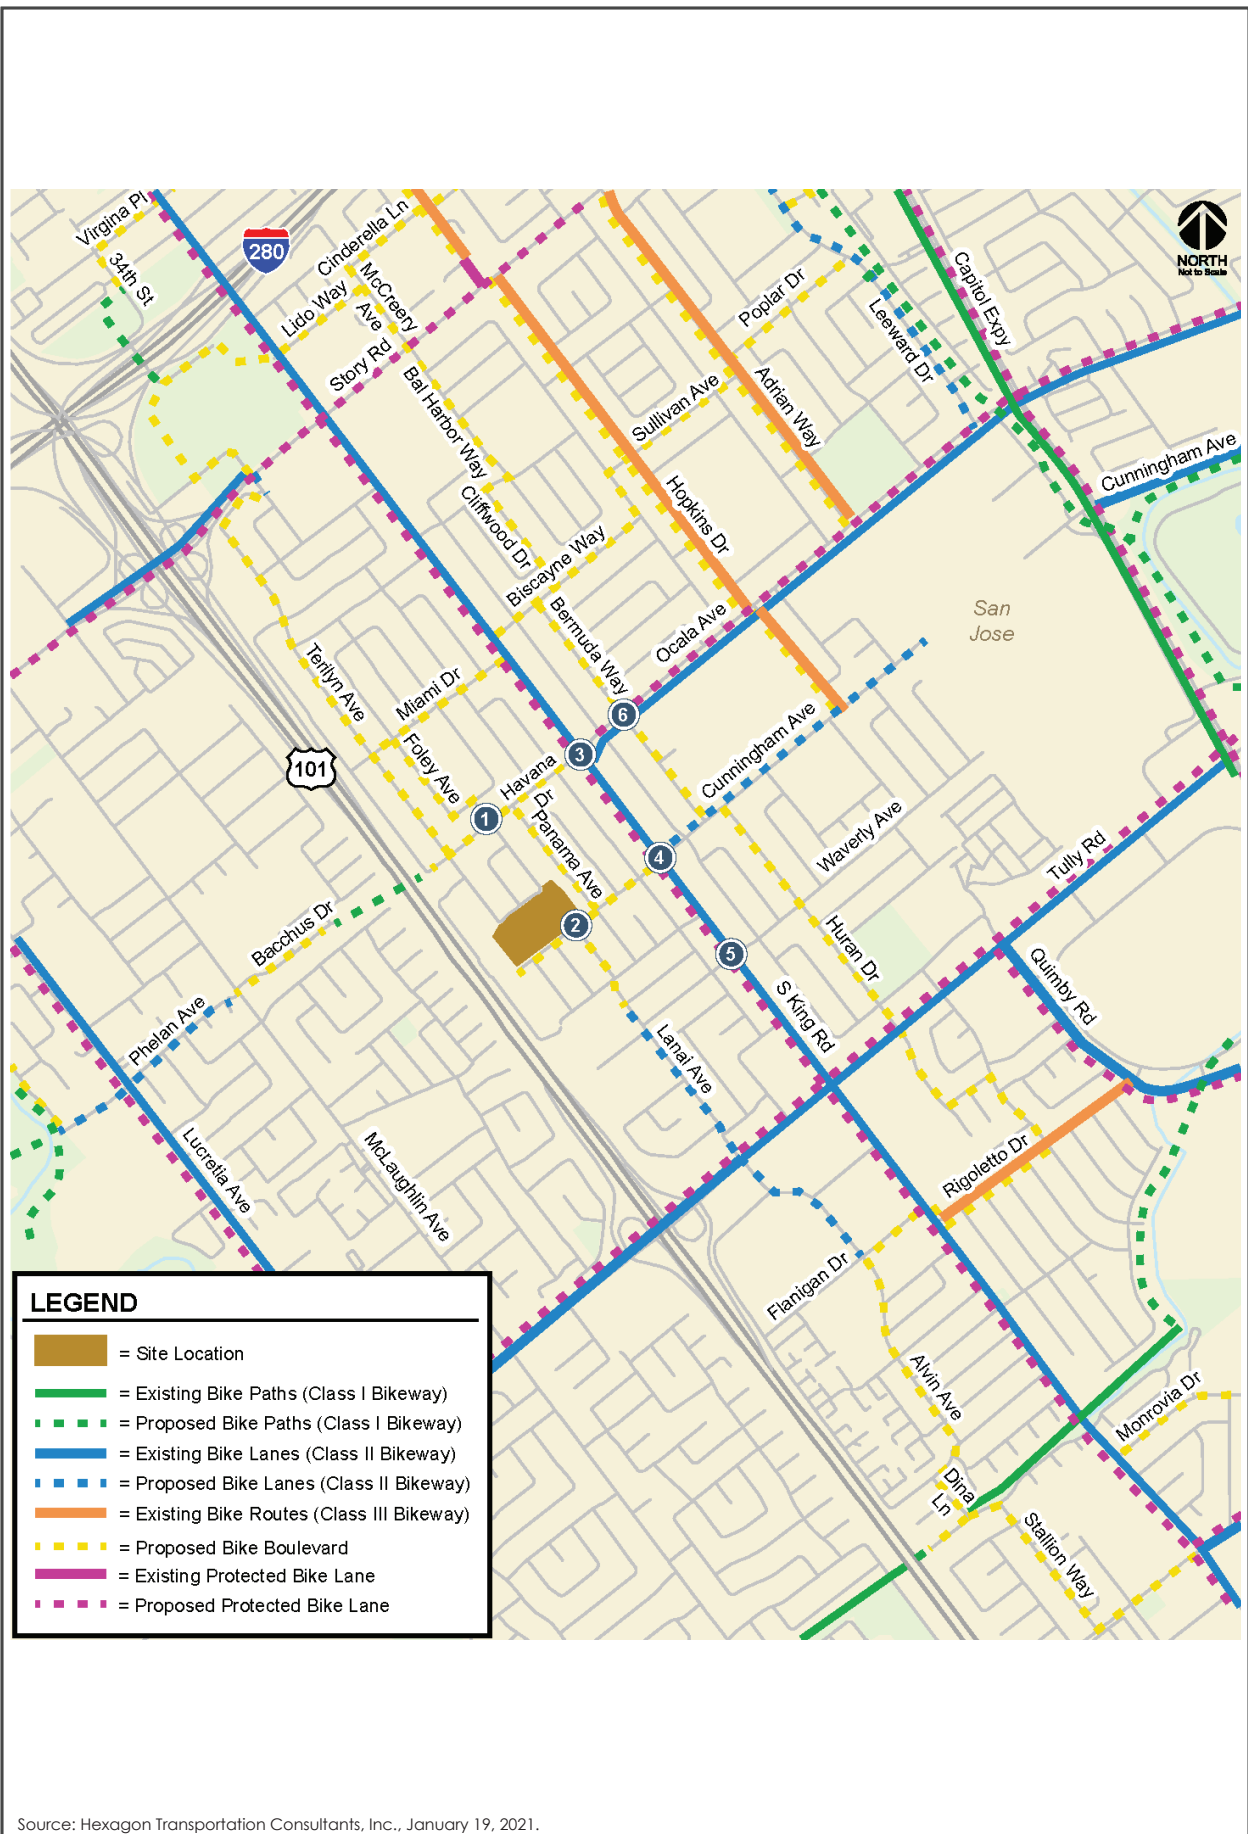 Virgina Pl
34th St
280
Cinderella Ln
McCreery
Ave
Lido Way
Story Rd
Bal Harbor Way
Cliffwood Dr
Biscayne Way
Bermuda Way
Sullivan Ave
Poplar Dr
Adrian Way
Hopkins Dr
Leeward Dr
Capitol Expy
NORTH
Not to Scale
Cunningham Ave
San
Jose
Ocala Ave
Terilyn Ave
Miami Dr
Foley Ave
Havana
Dr
Panama Ave
101
6
3
1
4
2
5
Cunningham Ave
Waverly Ave
Tully Rd
Huran Dr
Quimby Rd
S King Rd
Lanai Ave
Bacchus Dr
Phelan Ave
Lucretia Ave
McLaughlin Ave
Rigoletto Dr
Flanigan Dr
Alvin Ave
Dina
Ln
Stallion Way
Monrovia Dr
LEGEND
= Site Location
= Existing Bike Paths (Class I Bikeway)
= Proposed Bike Paths (Class I Bikeway)
= Existing Bike Lanes (Class II Bikeway)
= Proposed Bike Lanes (Class II Bikeway)
= Existing Bike Routes (Class III Bikeway)
= Proposed Bike Boulevard
= Existing Protected Bike Lane
= Proposed Protected Bike Lane
Source: Hexagon Transportation Consultants, Inc., January 19, 2021.